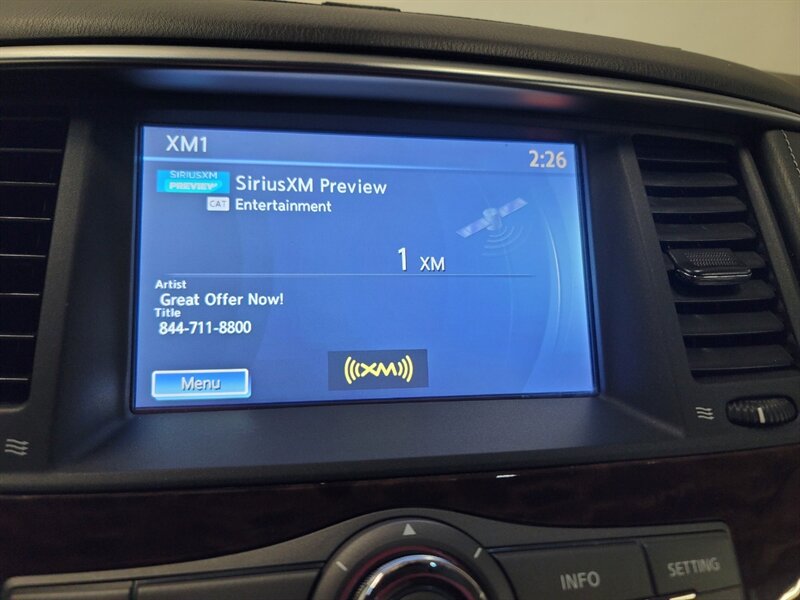 XM1
2:26
SIRIUSXM
PREVIEW
SiriusXM Preview
CAT
Entertainment
1 XM
Artist
Great Offer Now!
Title
844-711-8800
Menu
(((XM)))
INFO
SETTING